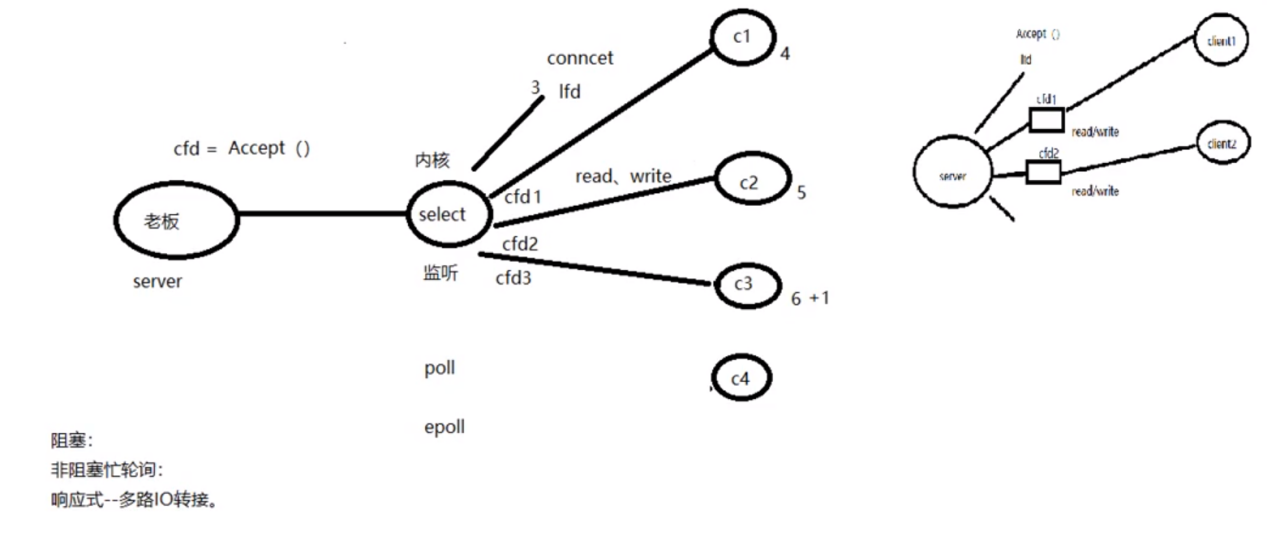 c1
4
conncet
3 lfd
cfd = Accept ()
内核
老板
select
cfd1
read、write
c2
5
cfd2
监听
cfd3
server
c3
6 +1
poll
c4
epoll
阻塞：
非阻塞忙轮询：
响应式--多路IO转接。
Accept ()
lfd
client1
cfd1
read/write
cfd2
client2
server
read/write